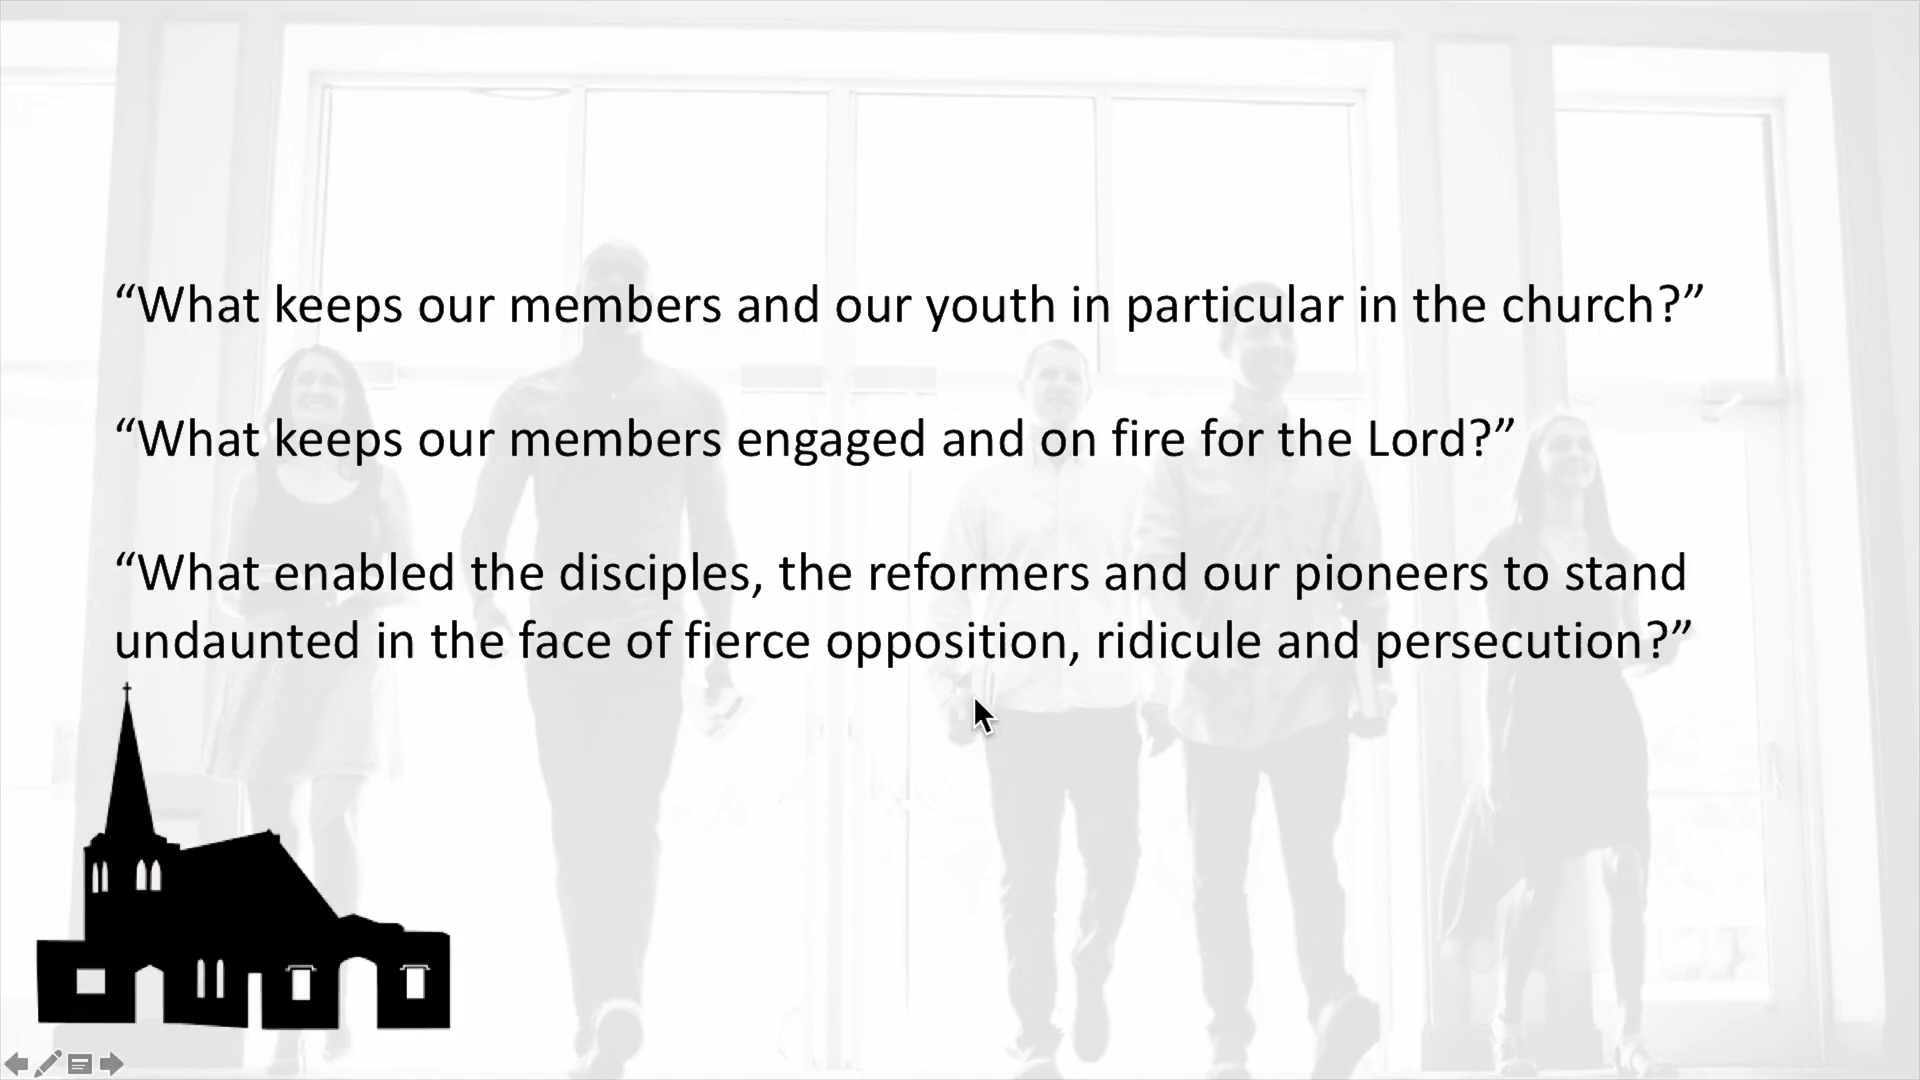 “What keeps our members and our youth in particular in the church?”
“What keeps our members engaged and on fire for the Lord?”
“What enabled the disciples, the reformers and our pioneers to stand
undaunted in the face of fierce opposition, ridicule and persecution?”